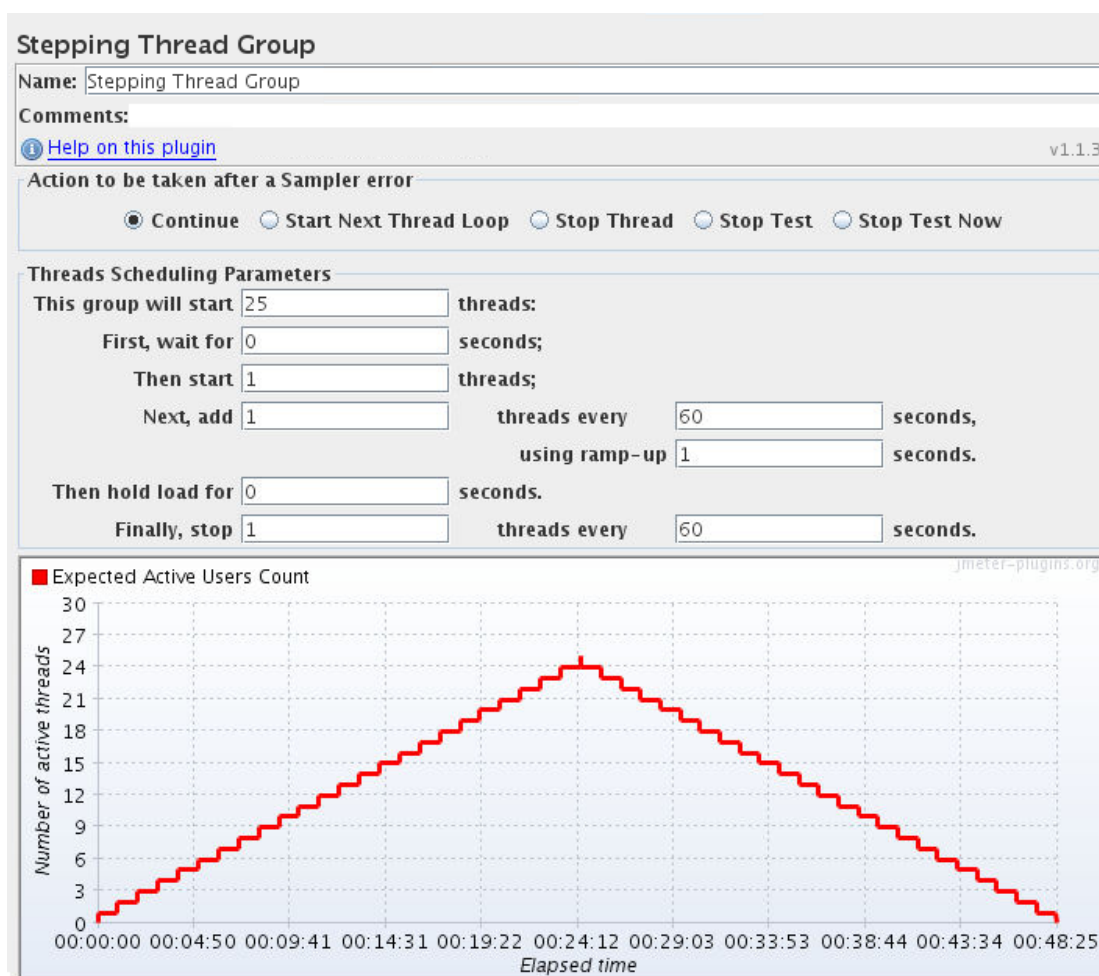 Stepping Thread Group
Name: Stepping Thread Group
Comments:
Help on this plugin
v1.1.3
Action to be taken after a Sampler error
Continue Start Next Thread Loop Stop Thread Stop Test Stop Test Now
Threads Scheduling Parameters
This group will start 25 threads:
First, wait for 0 seconds;
Then start 1 threads;
Next, add 1 threads every 60 seconds,
using ramp-up 1 seconds.
Then hold load for 0 seconds.
Finally, stop 1 threads every 60 seconds.
jmeter-plugins.org
Expected Active Users Count
Number of active threads
30
27
24
21
18
15
12
9
6
3
0
00:00:00 00:04:50 00:09:41 00:14:31 00:19:22 00:24:12 00:29:03 00:33:53 00:38:44 00:43:34 00:48:25
Elapsed time